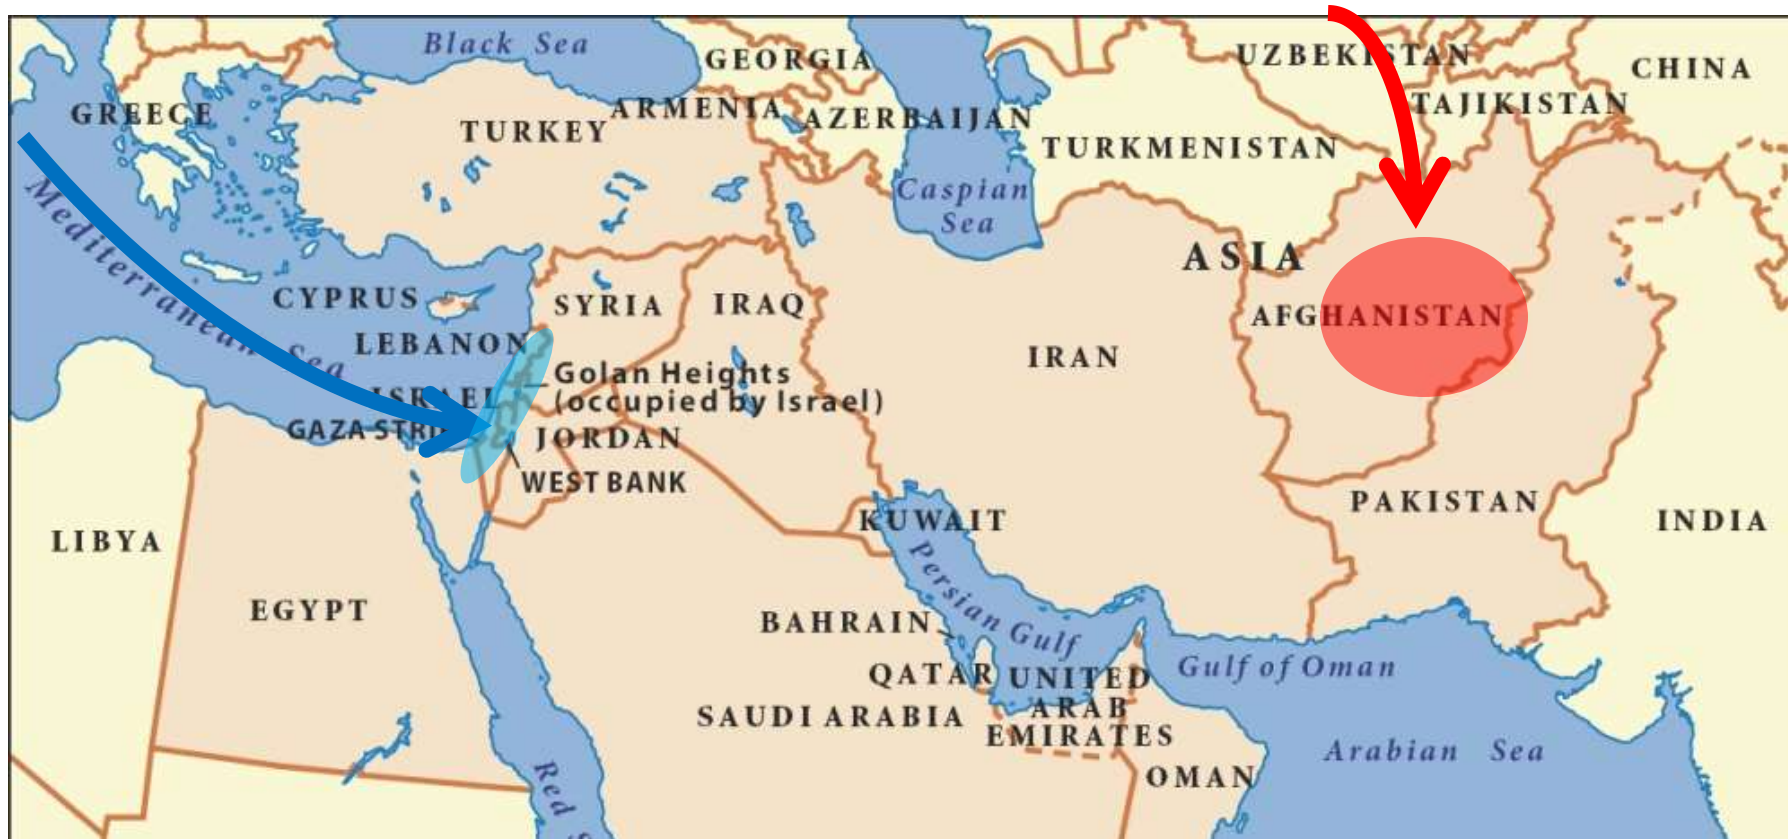 Black Sea
GEORGIA
UZBEKISTAN
CHINA
GREECE
TURKEY
ARMENIA
AZERBAIJAN
TAJIKISTAN
TURKMENISTAN
Caspian
Sea
Mediterranean Sea
ASIA
CYPRUS
SYRIA
IRAQ
AFGHANISTAN
LEBANON
IRAN
Golan Heights
(occupied by Israel)
ISRAEL
GAZA STRIP
JORDAN
WEST BANK
PAKISTAN
KUWAIT
INDIA
LIBYA
Persian Gulf
EGYPT
BAHRAIN
QATAR
UNITED
ARAB
EMIRATES
Gulf of Oman
SAUDI ARABIA
Arabian Sea
OMAN
Red S